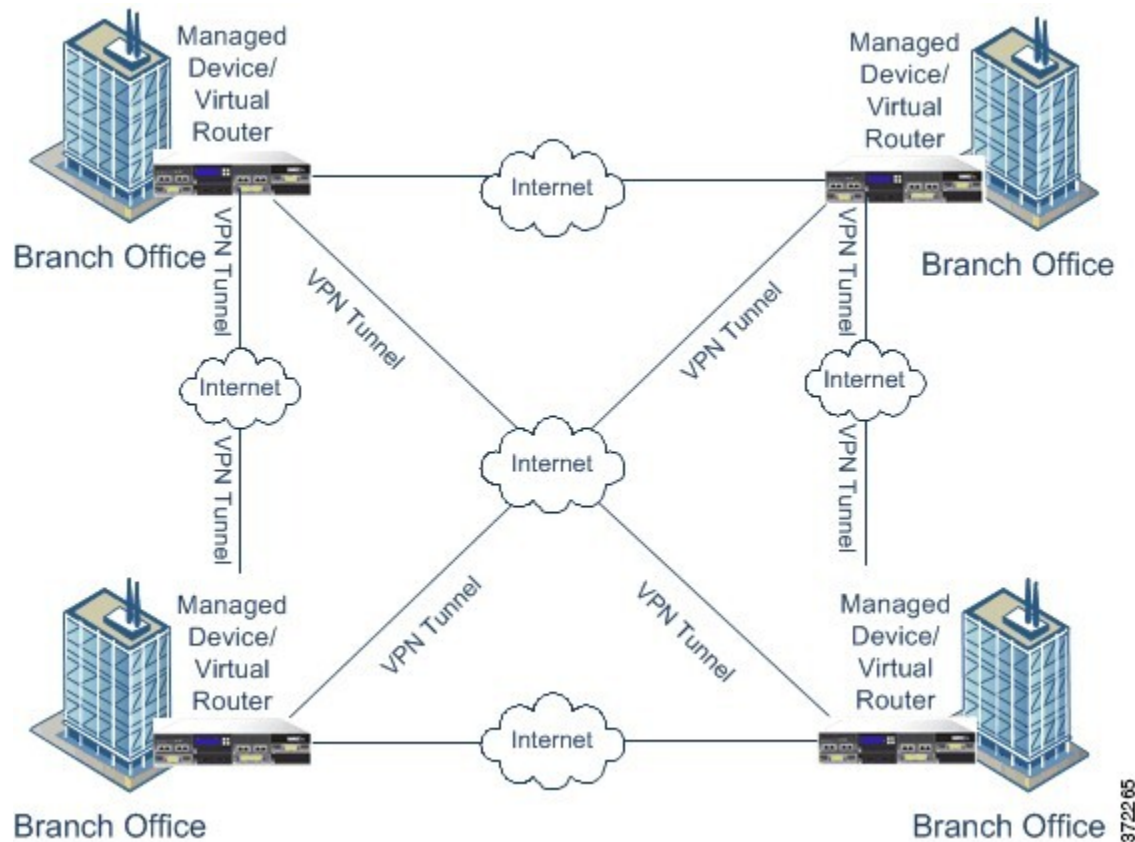 Managed
Device/
Virtual
Router
Managed
Device/
Virtual
Router
Internet
Branch Office
Branch Office
VPN Tunnel
VPN Tunnel
VPN Tunnel
VPN Tunnel
Internet
Internet
Internet
VPN Tunnel
VPN Tunnel
VPN Tunnel
VPN Tunnel
Managed
Device/
Virtual
Router
Managed
Device/
Virtual
Router
Internet
Branch Office
Branch Office
372265